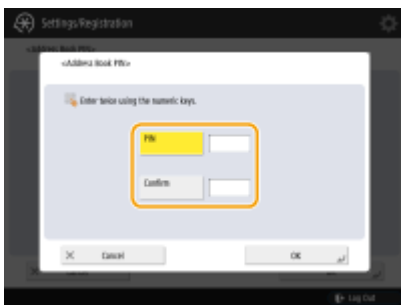 Settings/Registration
<Address Book PIN>
<Address Book PIN>
Enter twice using the numeric keys.
PIN
Confirm
Cancel
OK
Log Out